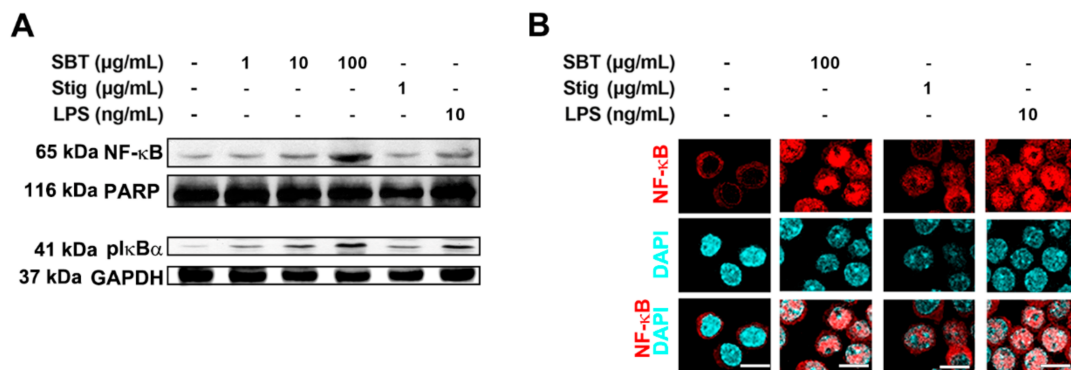 A
SBT (µg/mL) - 1 10 100 - -
Stig (µg/mL) - - - - 1 -
LPS (ng/mL) - - - - - 10
65 kDa NF-κB
116 kDa PARP
41 kDa pIκBα
37 kDa GAPDH
B
SBT (µg/mL) - 100 - -
Stig (µg/mL) - - 1 -
LPS (ng/mL) - - - 10
NF-κB
DAPI
NF-κB
DAPI